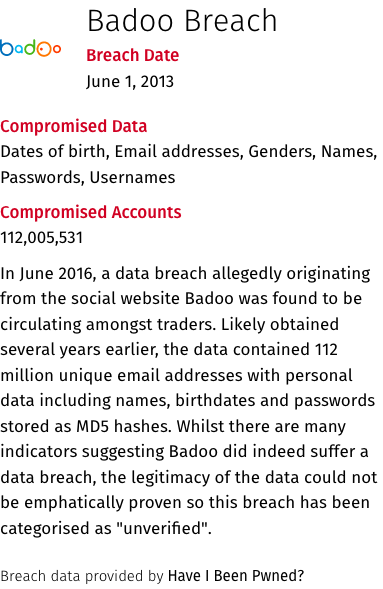 Badoo Breach
badoo
Breach Date
June 1, 2013
Compromised Data
Dates of birth, Email addresses, Genders, Names,
Passwords, Usernames
Compromised Accounts
112,005,531
In June 2016, a data breach allegedly originating
from the social website Badoo was found to be
circulating amongst traders. Likely obtained
several years earlier, the data contained 112
million unique email addresses with personal
data including names, birthdates and passwords
stored as MD5 hashes. Whilst there are many
indicators suggesting Badoo did indeed suffer a
data breach, the legitimacy of the data could not
be emphatically proven so this breach has been
categorised as "unverified".
Breach data provided by Have I Been Pwned?